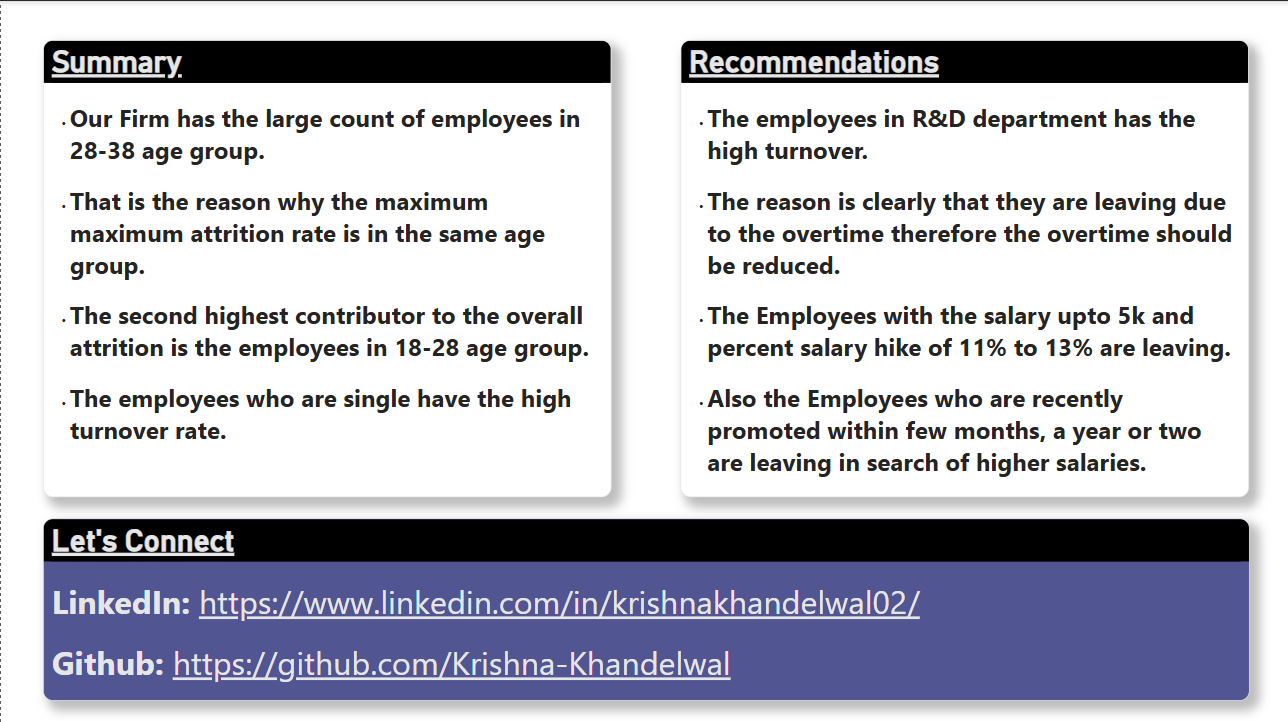 Summary
· Our Firm has the large count of employees in
28-38 age group.
· That is the reason why the maximum
maximum attrition rate is in the same age
group.
· The second highest contributor to the overall
attrition is the employees in 18-28 age group.
· The employees who are single have the high
turnover rate.
Recommendations
· The employees in R&D department has the
high turnover.
· The reason is clearly that they are leaving due
to the overtime therefore the overtime should
be reduced.
· The Employees with the salary upto 5k and
percent salary hike of 11% to 13% are leaving.
· Also the Employees who are recently
promoted within few months, a year or two
are leaving in search of higher salaries.
Let's Connect
LinkedIn: https://www.linkedin.com/in/krishnakhandelwal02/
Github: https://github.com/Krishna-Khandelwal